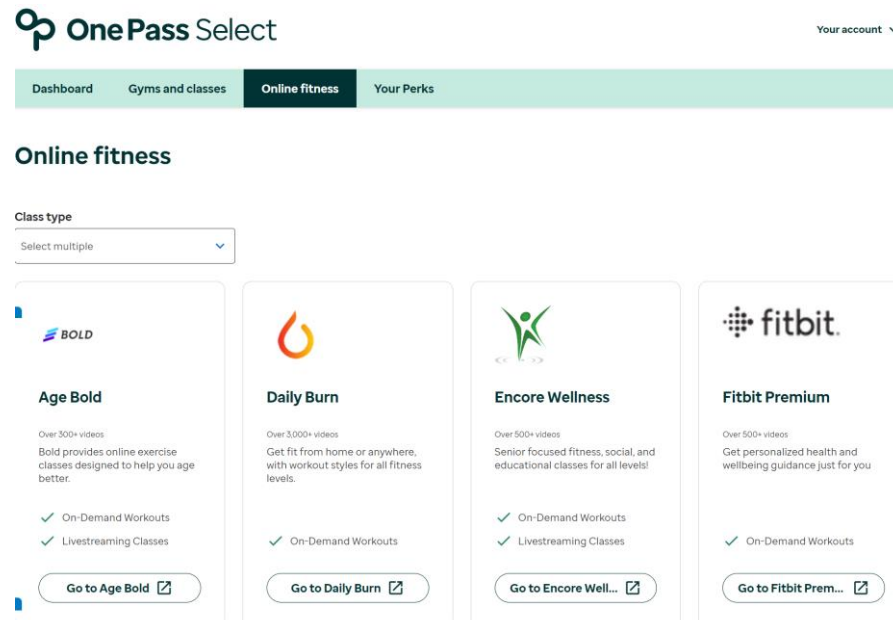 One Pass Select
Your account
Dashboard
Gyms and classes
Online fitness
Your Perks
Online fitness
Class type
Select multiple
BOLD
Age Bold
Over 300+ videos
Bold provides online exercise
classes designed to help you age
better.
On-Demand Workouts
Livestreaming Classes
Go to Age Bold
Daily Burn
Over 3,000+ videos
Get fit from home or anywhere,
with workout styles for all fitness
levels.
On-Demand Workouts
Go to Daily Burn
Encore Wellness
Over 500+ videos
Senior focused fitness, social, and
educational classes for all levels!
On-Demand Workouts
Livestreaming Classes
Go to Encore Well...
fitbit.
Fitbit Premium
Over 500+ videos
Get personalized health and
wellbeing guidance just for you
On-Demand Workouts
Go to Fitbit Prem...